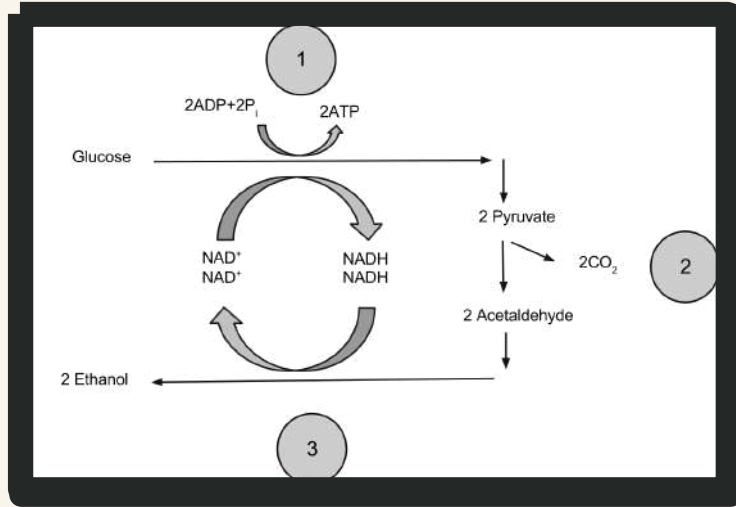 1
2ADP+2Pᵢ
2ATP
Glucose
2 Pyruvate
NAD⁺
NAD⁺
NADH
NADH
2CO₂
2
2 Acetaldehyde
2 Ethanol
3